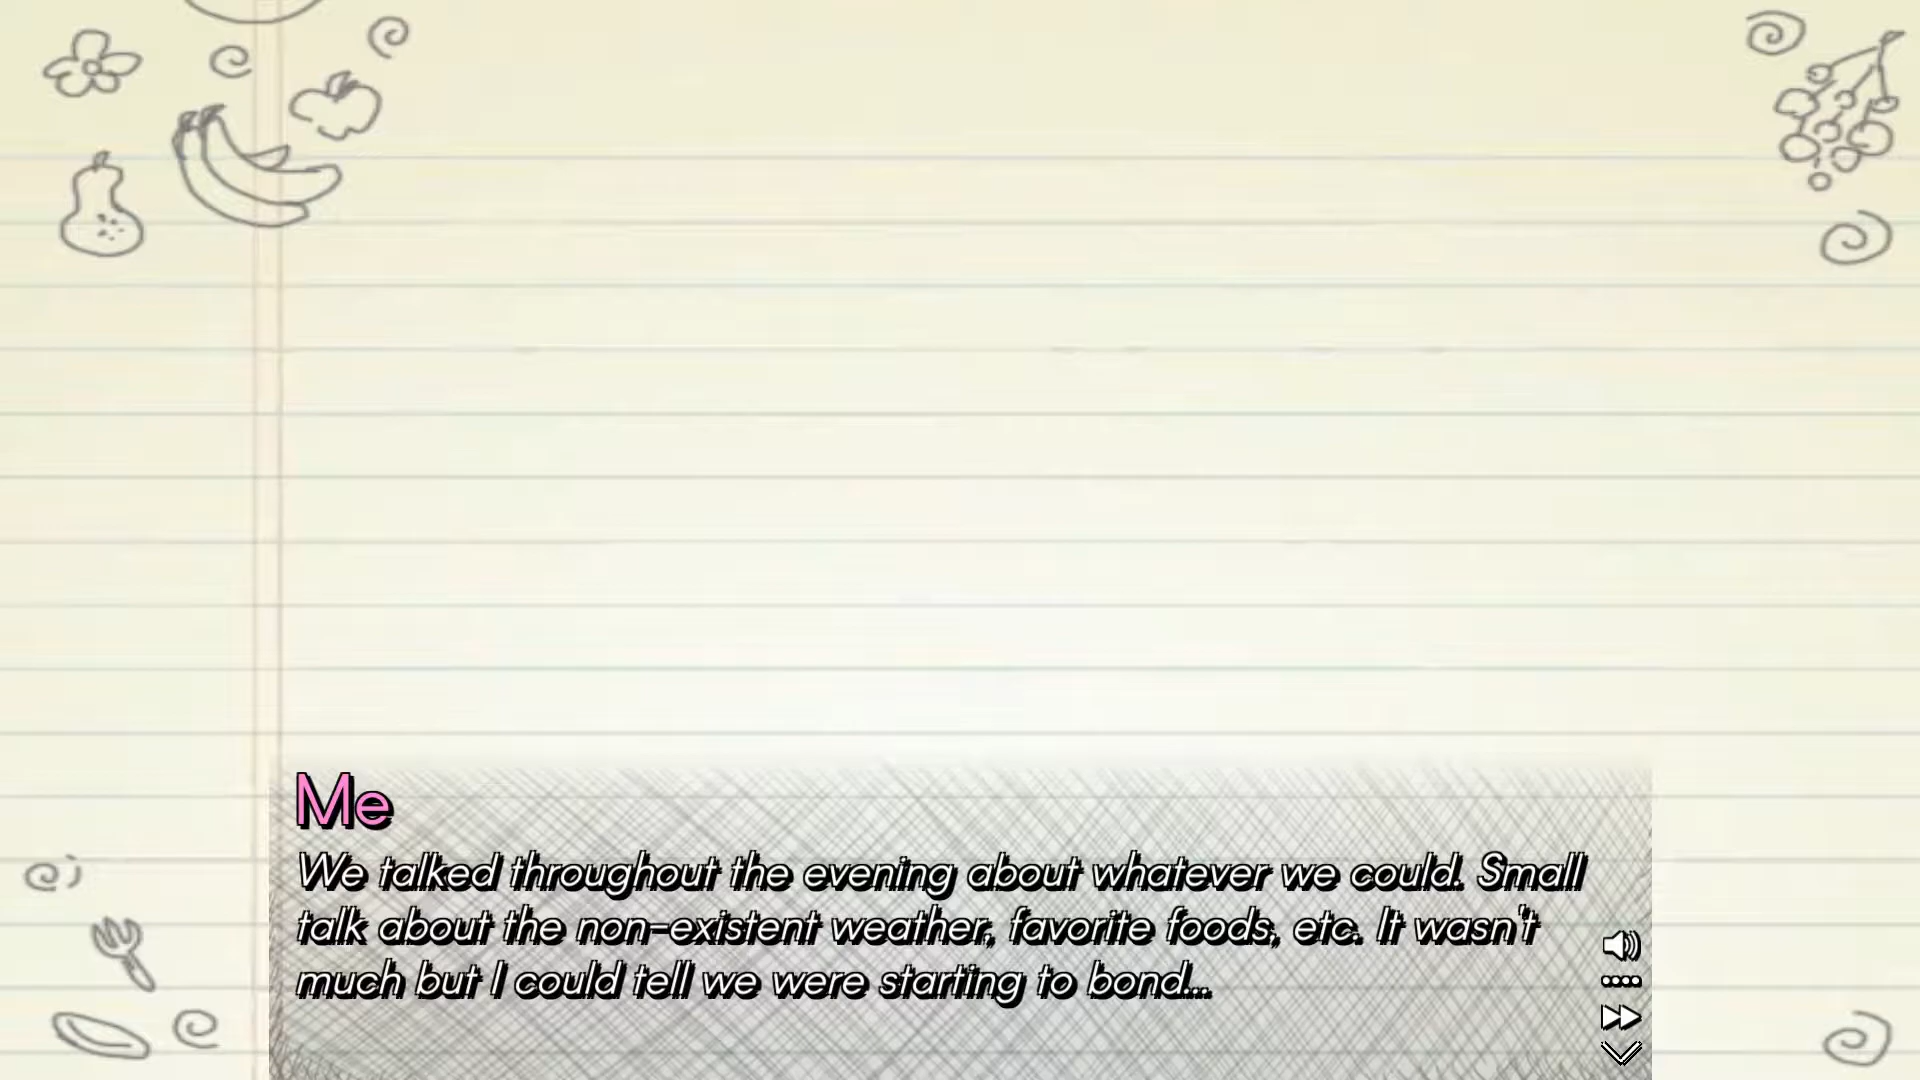 Me
We talked throughout the evening about whatever we could. Small
talk about the non-existent weather, favorite foods, etc. It wasn't
much but I could tell we were starting to bond...